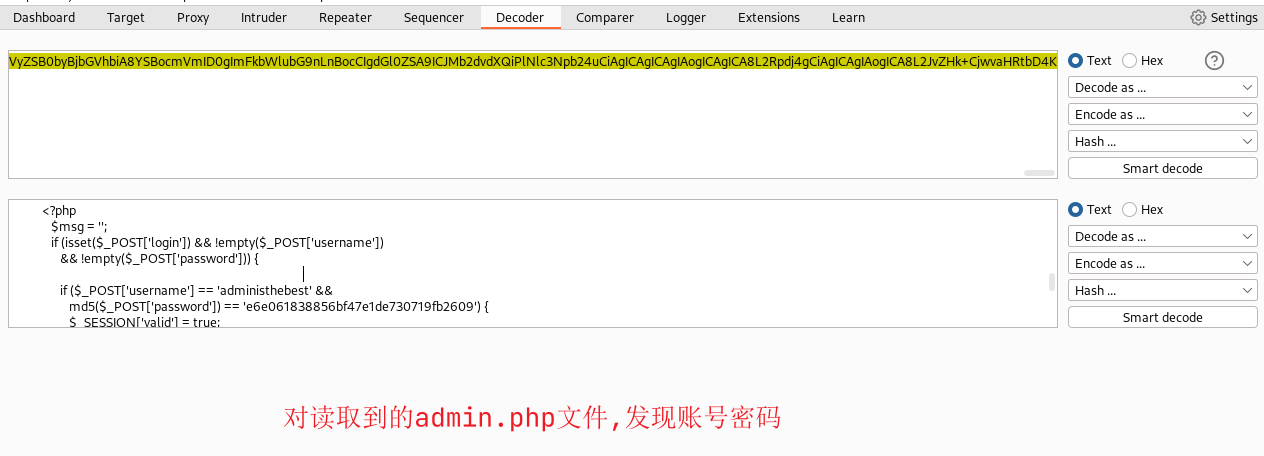 Dashboard Target Proxy Intruder Repeater Sequencer Decoder Comparer Logger Extensions Learn Settings
VyZSB0byBjbGVhbiA8YSBocmVmID0gImFkbWlubG9nLnBocCIgdGl0ZSA9ICJMb2dvdXQiPlNlc3Npb24uCiAgICAgICAgIAogICAgICA8L2Rpdj4gCiAgICAgIAogICA8L2JvZHk+CjwvaHRtbD4K
Text Hex
Decode as ...
Encode as ...
Hash ...
Smart decode
<?php
$msg = '';
if (isset($_POST['login']) && !empty($_POST['username'])
&& !empty($_POST['password'])) {
if ($_POST['username'] == 'administhebest' &&
md5($_POST['password']) == 'e6e061838856bf47e1de730719fb2609') {
$_SESSION['valid'] = true;
Text Hex
Decode as ...
Encode as ...
Hash ...
Smart decode
对读取到的admin.php文件,发现账号密码